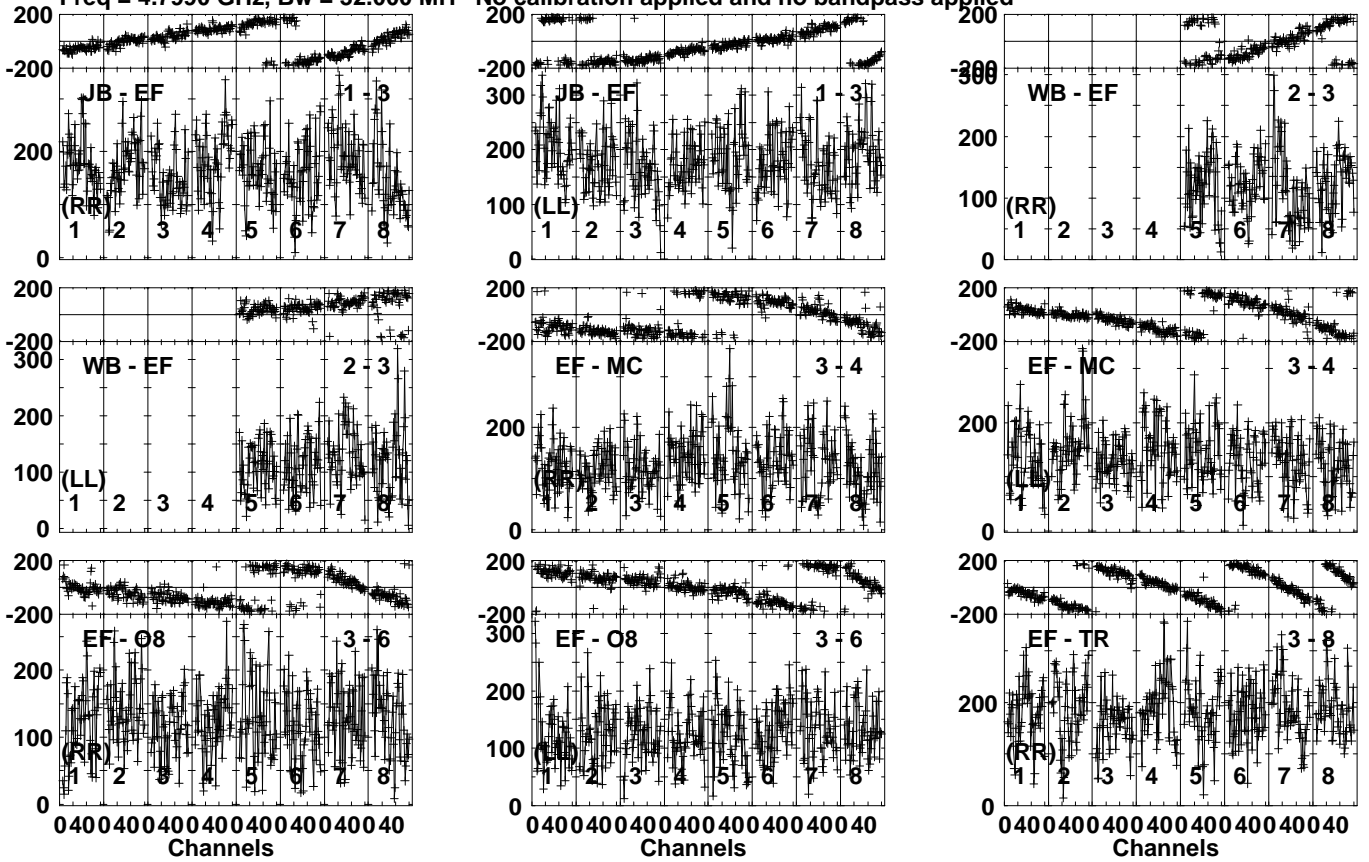 Freq = 4.7990 GHz, Bw = 32.000 MH No calibration applied and no bandpass applied
200 200 200
-200 -200 -200
300 300
JB - EF 1 - 3 JB - EF 1 - 3 WB - EF 2 - 3
200 200 200
100 100 100
(RR) (LL) (RR)
1 2 3 4 5 6 7 8 1 2 3 4 5 6 7 8 1 2 3 4 5 6 7 8
0 0 0
200 200 200
-200 -200 -200
300
WB - EF 2 - 3 EF - MC 3 - 4 EF - MC 3 - 4
200 200 200
100 100 100
(LL) (RR) (LL)
1 2 3 4 5 6 7 8 1 2 3 4 5 6 7 8 1 2 3 4 5 6 7 8
0 0 0
200 200 200
-200 -200 -200
300
EF - O8 3 - 6 EF - O8 3 - 6 EF - TR 3 - 8
200 200 200
100 100 100
(RR) (LL) (RR)
1 2 3 4 5 6 7 8 1 2 3 4 5 6 7 8 1 2 3 4 5 6 7 8
0 0 0
0 40 0 40 0 40 0 40 0 40 0 40 0 40 0 40 0 40 0 40 0 40 0 40 0 40 0 40 0 40 0 40 0 40 0 40 0 40 0 40 0 40 0 40 0 40 0 40
Channels Channels Channels